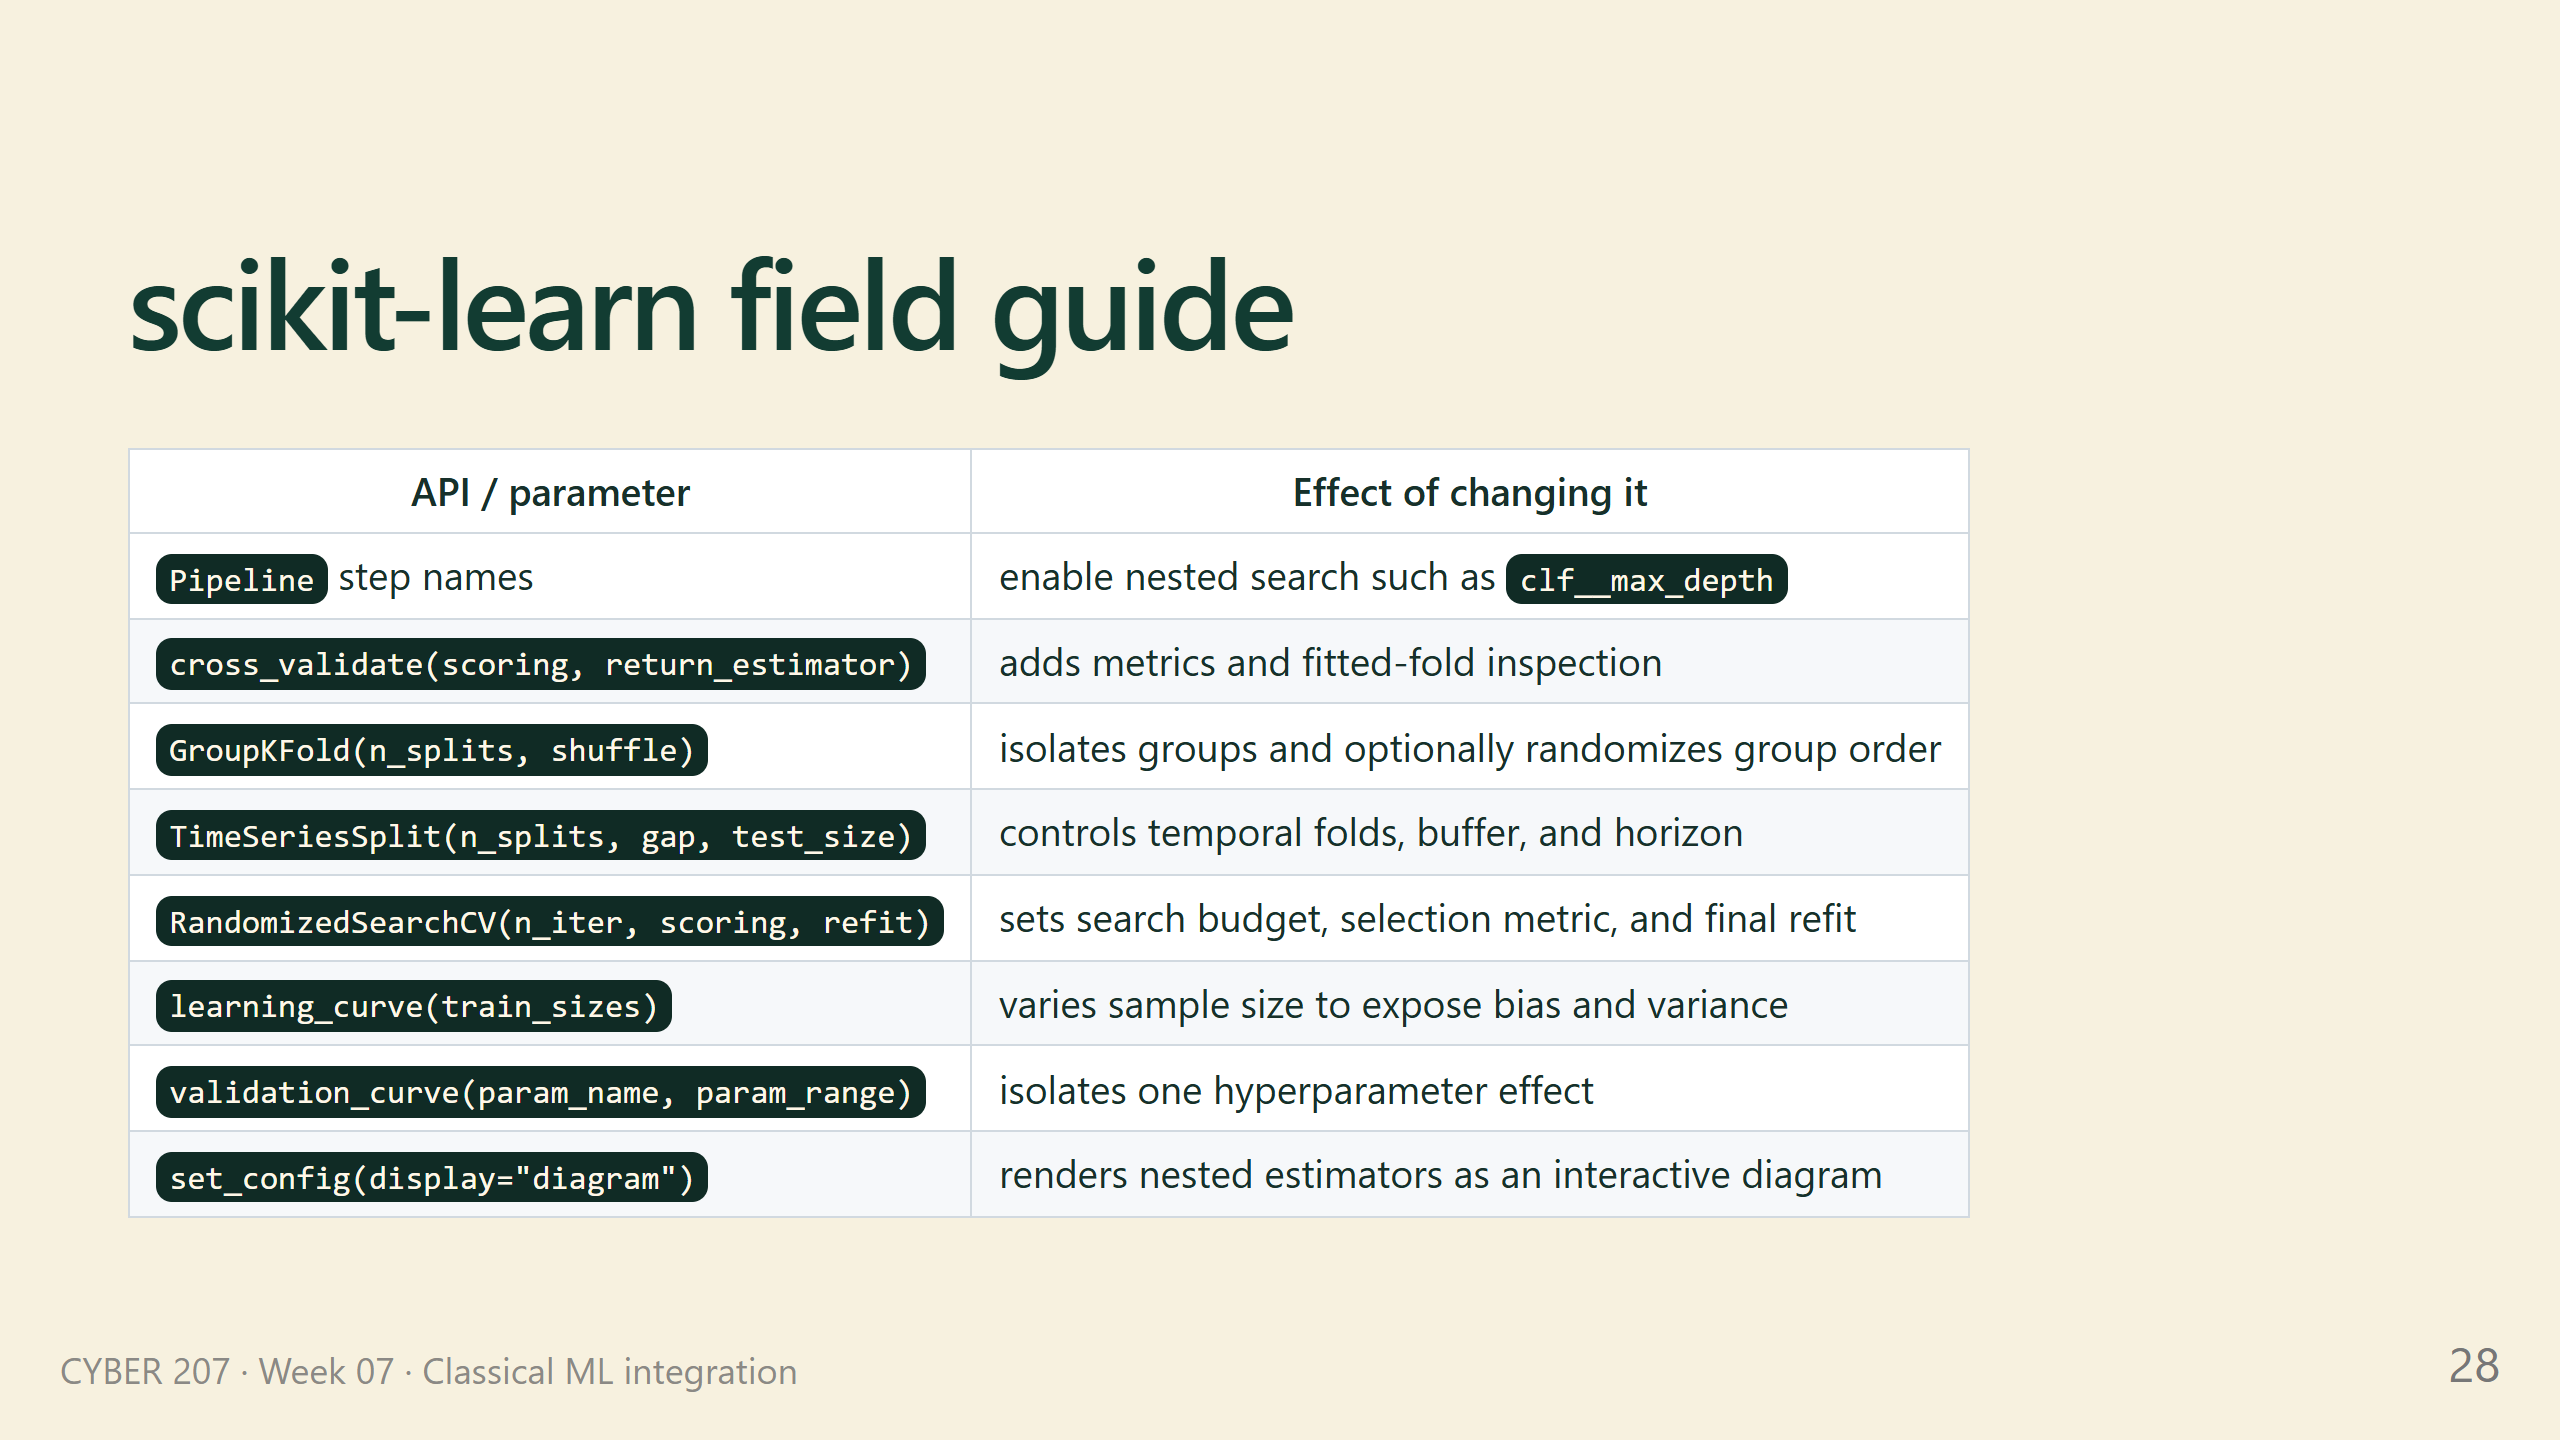 scikit-learn field guide
API / parameter Effect of changing it
Pipeline step names enable nested search such as clf__max_depth
cross_validate(scoring, return_estimator) adds metrics and fitted-fold inspection
GroupKFold(n_splits, shuffle) isolates groups and optionally randomizes group order
TimeSeriesSplit(n_splits, gap, test_size) controls temporal folds, buffer, and horizon
RandomizedSearchCV(n_iter, scoring, refit) sets search budget, selection metric, and final refit
learning_curve(train_sizes) varies sample size to expose bias and variance
validation_curve(param_name, param_range) isolates one hyperparameter effect
set_config(display="diagram") renders nested estimators as an interactive diagram
CYBER 207 · Week 07 · Classical ML integration 28